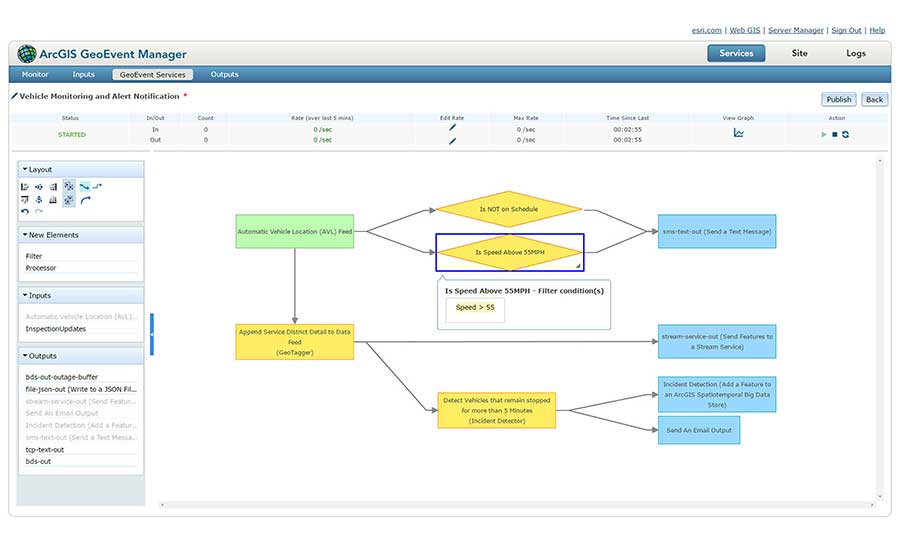 esri.com | Web GIS | Server Manager | Sign Out | Help
ArcGIS GeoEvent Manager
Services
Site
Logs
Monitor
Inputs
GeoEvent Services
Outputs
Vehicle Monitoring and Alert Notification *
Publish
Back
Status
In/Out
Count
Rate (over last 5 mins)
Edit Rate
Max Rate
Time Since Last
View Graph
Action
STARTED
In
0
0 /sec
0 /sec
00:02:55
Out
0
0 /sec
0 /sec
00:02:55
Layout
New Elements
Filter
Processor
Inputs
Automatic Vehicle Location (AVL)...
InspectionUpdates
Outputs
bds-out-outage-buffer
file-json-out (Write to a JSON Fil...
stream-service-out (Send Featur...
Send An Email Output
Incident Detection (Add a Featur...
sms-text-out (Send a Text Messa...
tcp-text-out
bds-out
Automatic Vehicle Location (AVL) Feed
Is NOT on Schedule
Is Speed Above 55MPH
sms-text-out (Send a Text Message)
Is Speed Above 55MPH - Filter condition(s)
Speed > 55
Append Service District Detail to Data
Feed
(GeoTagger)
stream-service-out (Send Features to
a Stream Service)
Detect Vehicles that remain stopped
for more than 5 Minutes
(Incident Detector)
Incident Detection (Add a Feature to
an ArcGIS Spatiotemporal Big Data
Store)
Send An Email Output